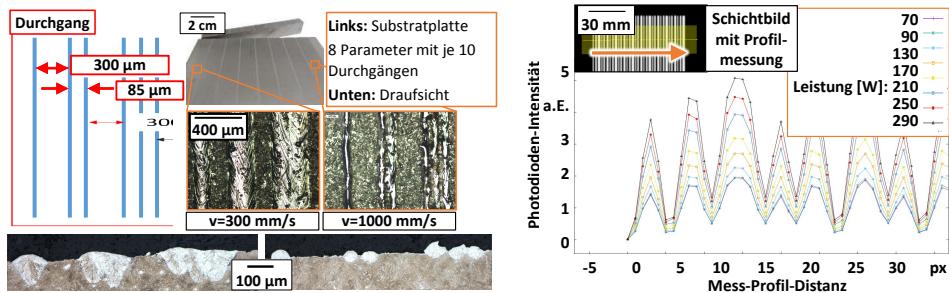 Durchgang
300 µm
85 µm
300
2 cm
Links: Substratplatte
8 Parameter mit je 10
Durchgängen
Unten: Draufsicht
400 µm
v=300 mm/s
v=1000 mm/s
100 µm
30 mm
Schichtbild
mit Profil-
messung
Leistung [W]:
70
90
130
170
210
250
290
Photodioden-Intensität
a.E.
5
4
3
2
1
0
-5
0
5
10
15
20
25
30
px
Mess-Profil-Distanz